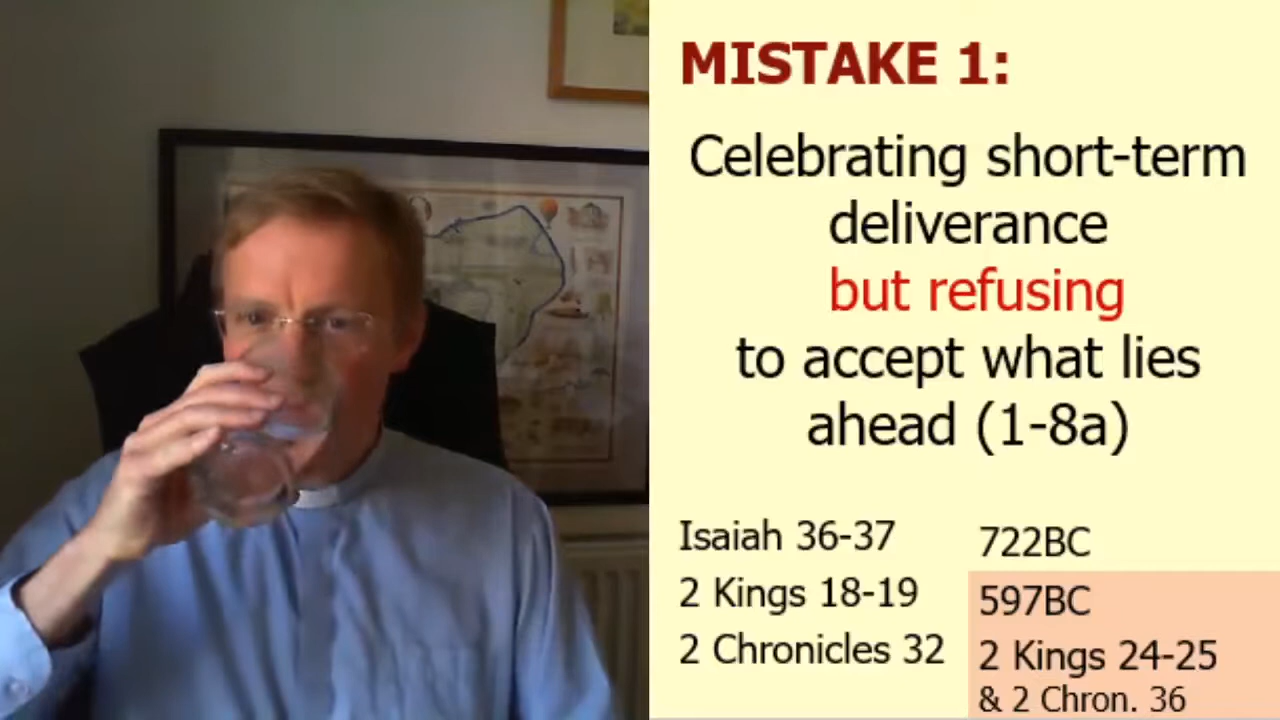 MISTAKE 1:
Celebrating short-term
deliverance
but refusing
to accept what lies
ahead (1-8a)
Isaiah 36-37
2 Kings 18-19
2 Chronicles 32
722BC
597BC
2 Kings 24-25
& 2 Chron. 36